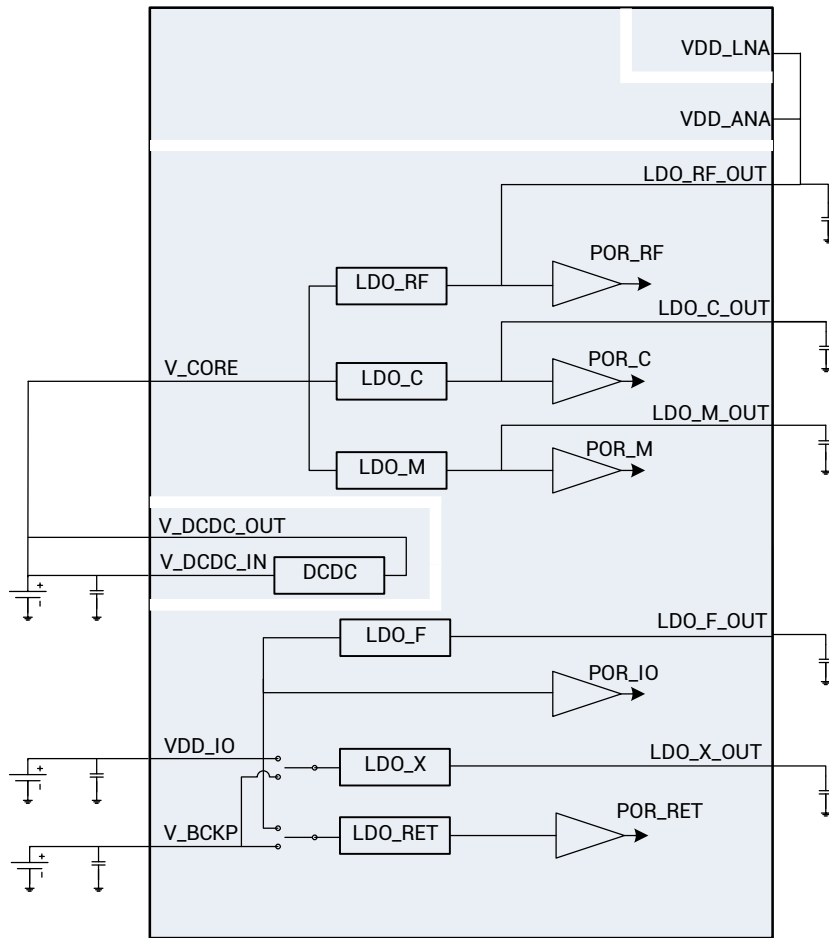 VDD_LNA
VDD_ANA
LDO_RF_OUT
POR_RF
LDO_RF
LDO_C_OUT
V_CORE
LDO_C
POR_C
LDO_M_OUT
LDO_M
POR_M
V_DCDC_OUT
V_DCDC_IN
DCDC
+
-
LDO_F
LDO_F_OUT
POR_IO
VDD_IO
+
-
LDO_X
LDO_X_OUT
V_BCKP
+
-
LDO_RET
POR_RET